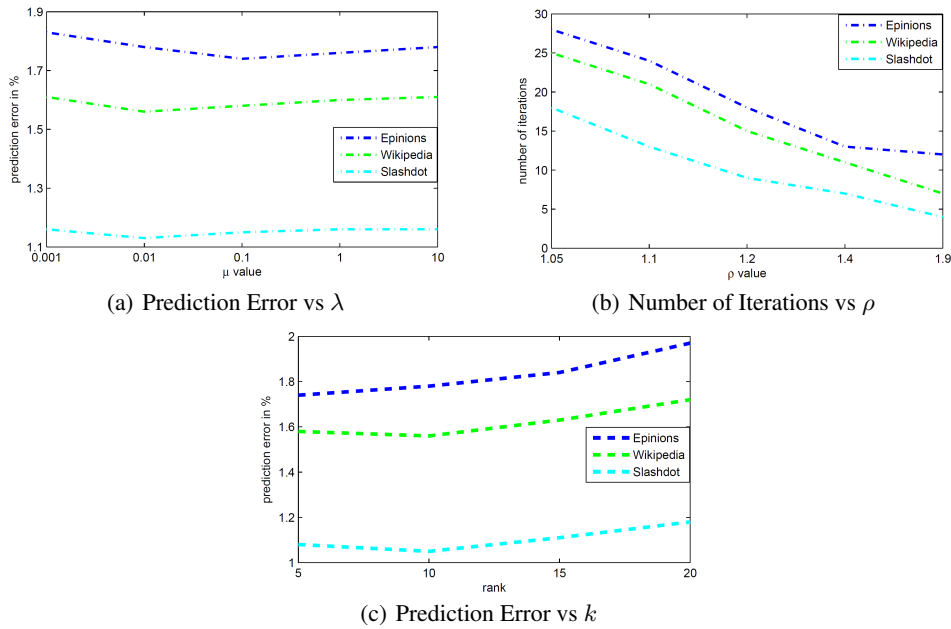 1.9
1.7
1.5
1.3
1.1
prediction error in %
0.001
0.01
0.1
1
10
μ value
Epinions
Wikipedia
Slashdot
(a) Prediction Error vs λ
30
25
20
15
10
5
0
number of iterations
1.05
1.1
1.2
1.4
1.9
ρ value
Epinions
Wikipedia
Slashdot
(b) Number of Iterations vs ρ
2
1.8
1.6
1.4
1.2
1
prediction error in %
5
10
15
20
rank
Epinions
Wikipedia
Slashdot
(c) Prediction Error vs k